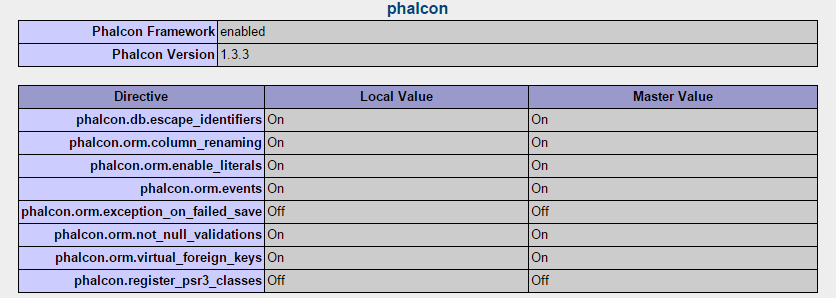 phalcon
Phalcon Framework enabled
Phalcon Version 1.3.3
Directive Local Value Master Value
phalcon.db.escape_identifiers On On
phalcon.orm.column_renaming On On
phalcon.orm.enable_literals On On
phalcon.orm.events On On
phalcon.orm.exception_on_failed_save Off Off
phalcon.orm.not_null_validations On On
phalcon.orm.virtual_foreign_keys On On
phalcon.register_psr3_classes Off Off